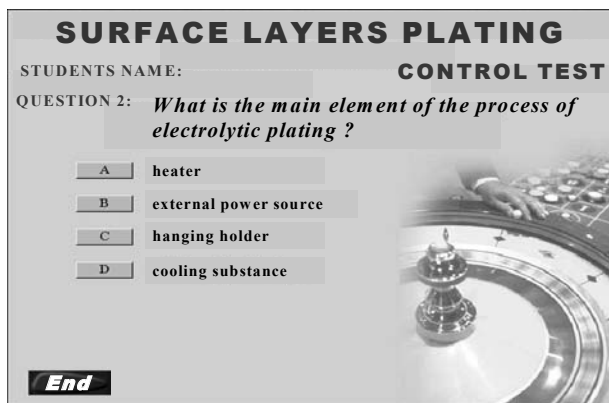 SURFACE LAYERS PLATING
STUDENTS NAME:
CONTROL TEST
QUESTION 2:
What is the main element of the process of
electrolytic plating ?
A heater
B external power source
C hanging holder
D cooling substance
End